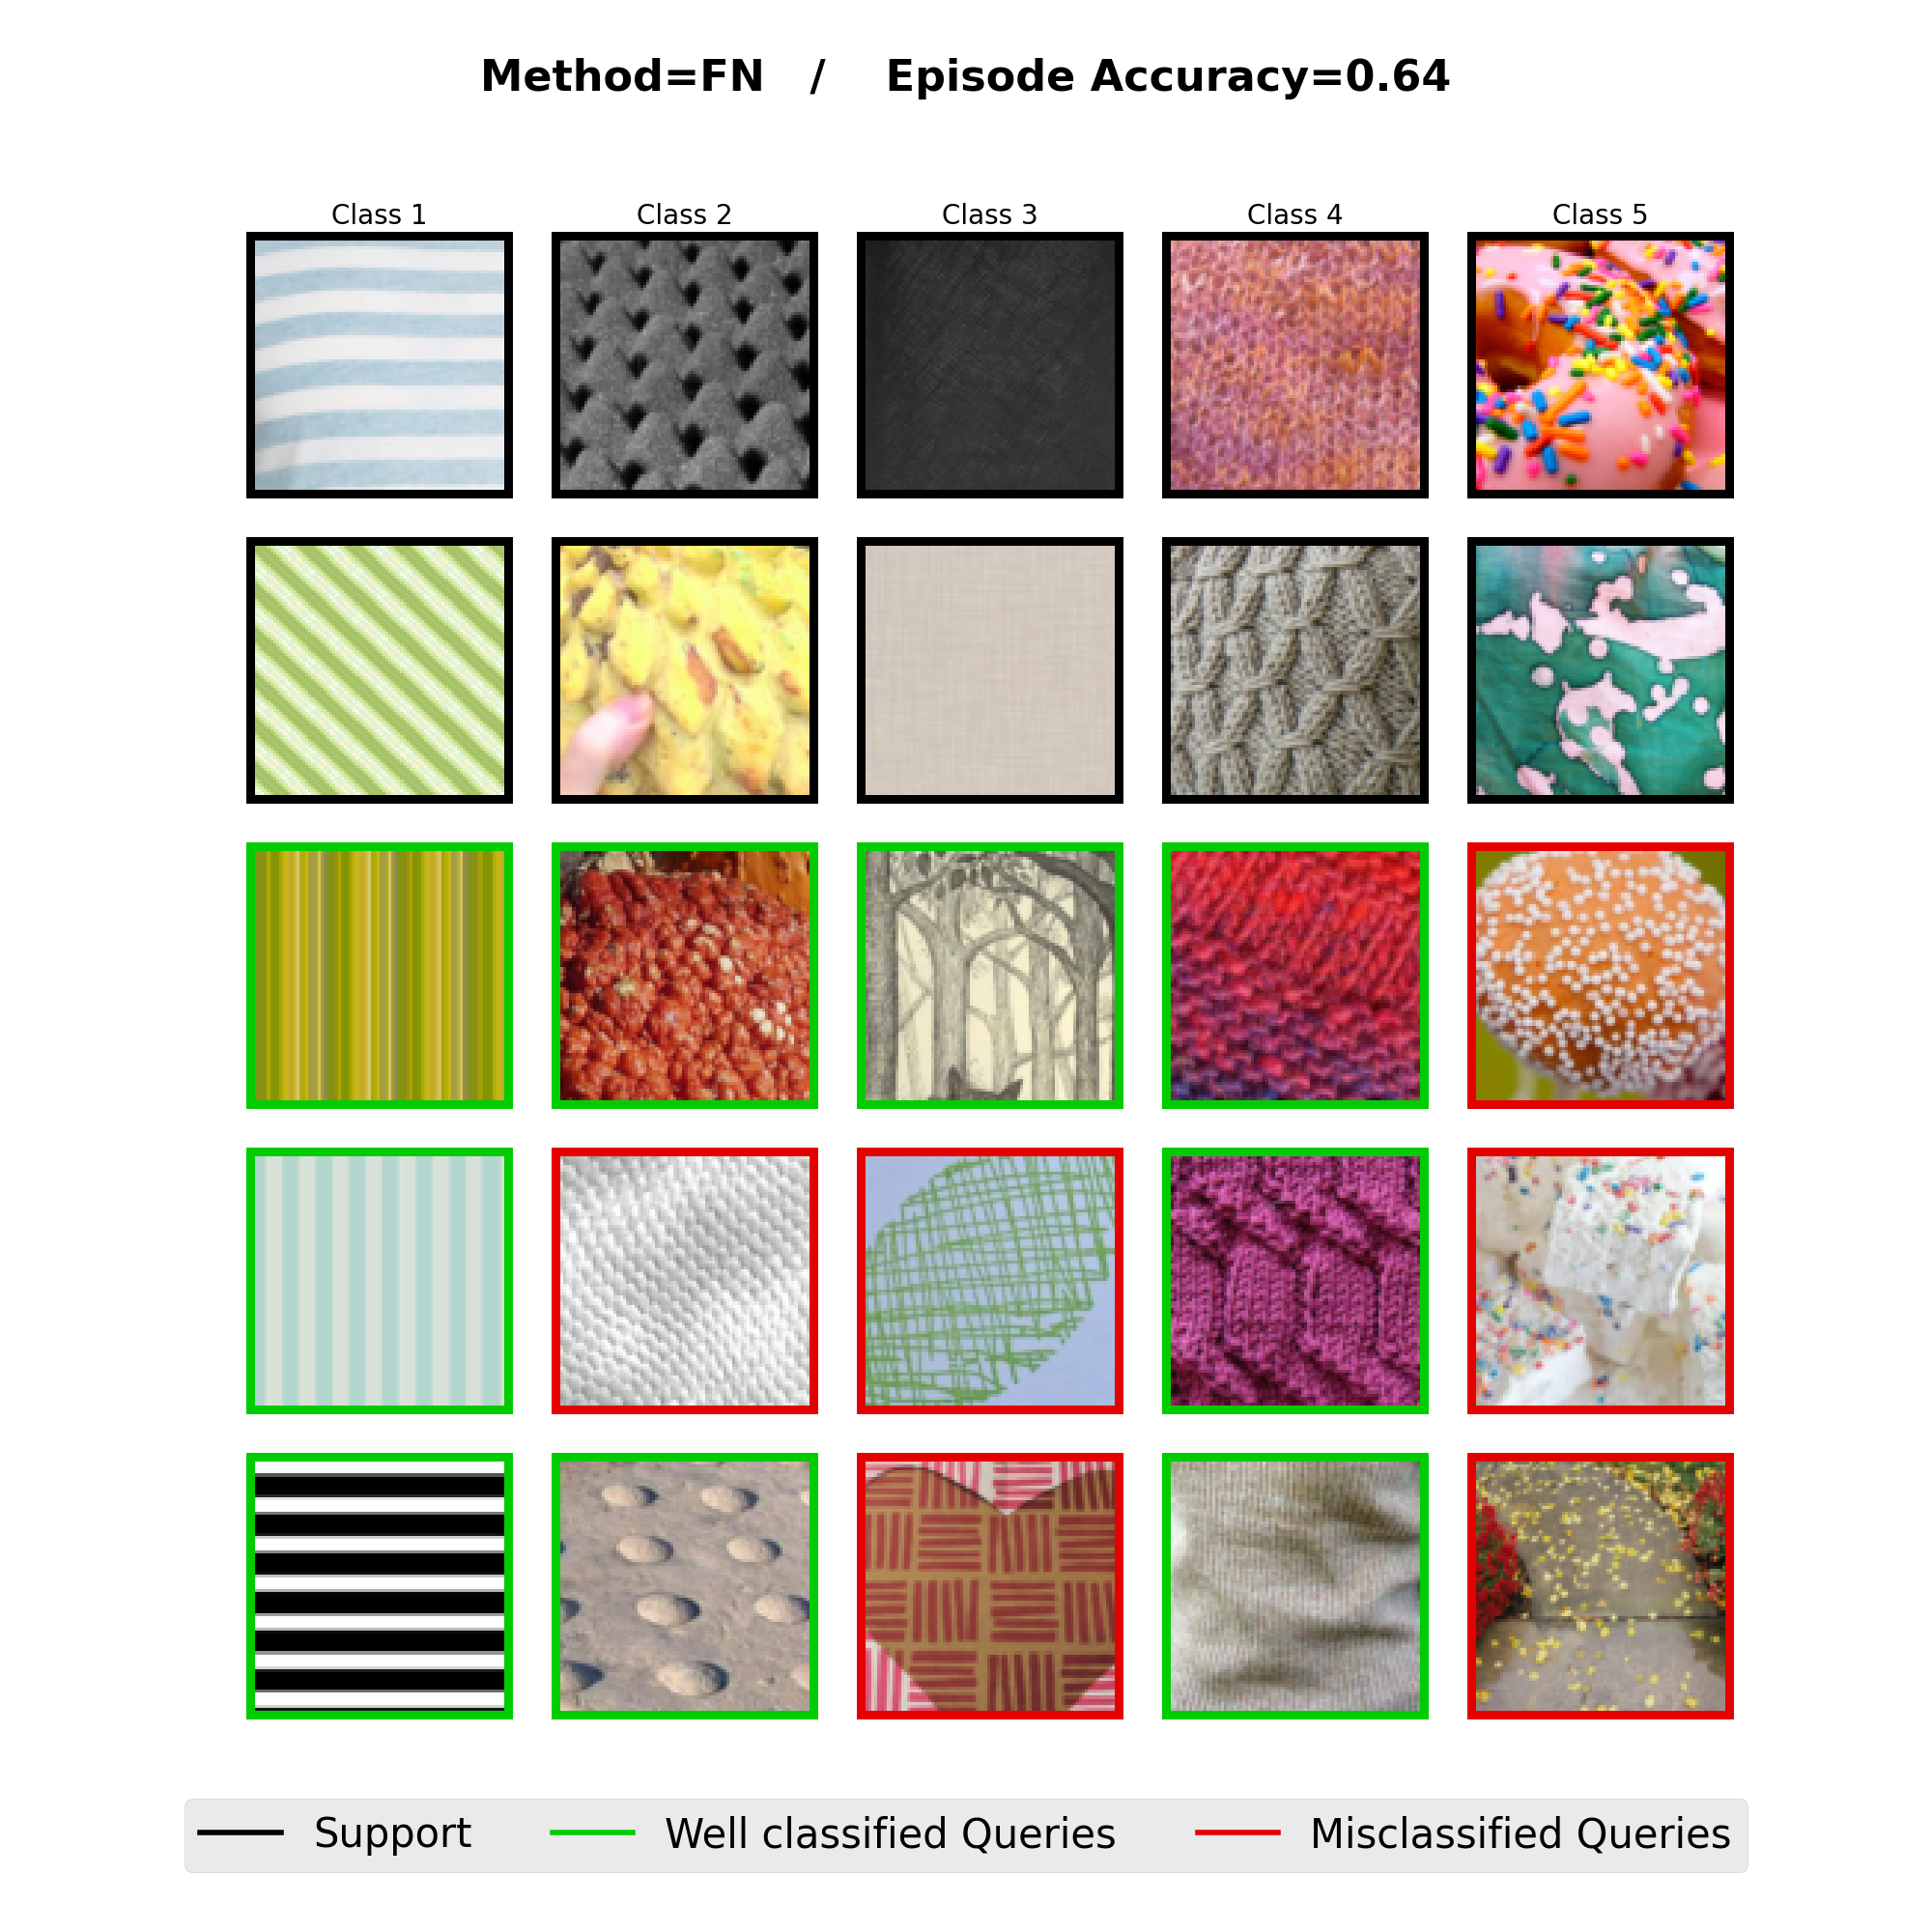 Method=FN / Episode Accuracy=0.64
Class 1 Class 2 Class 3 Class 4 Class 5
Support Well classified Queries Misclassified Queries